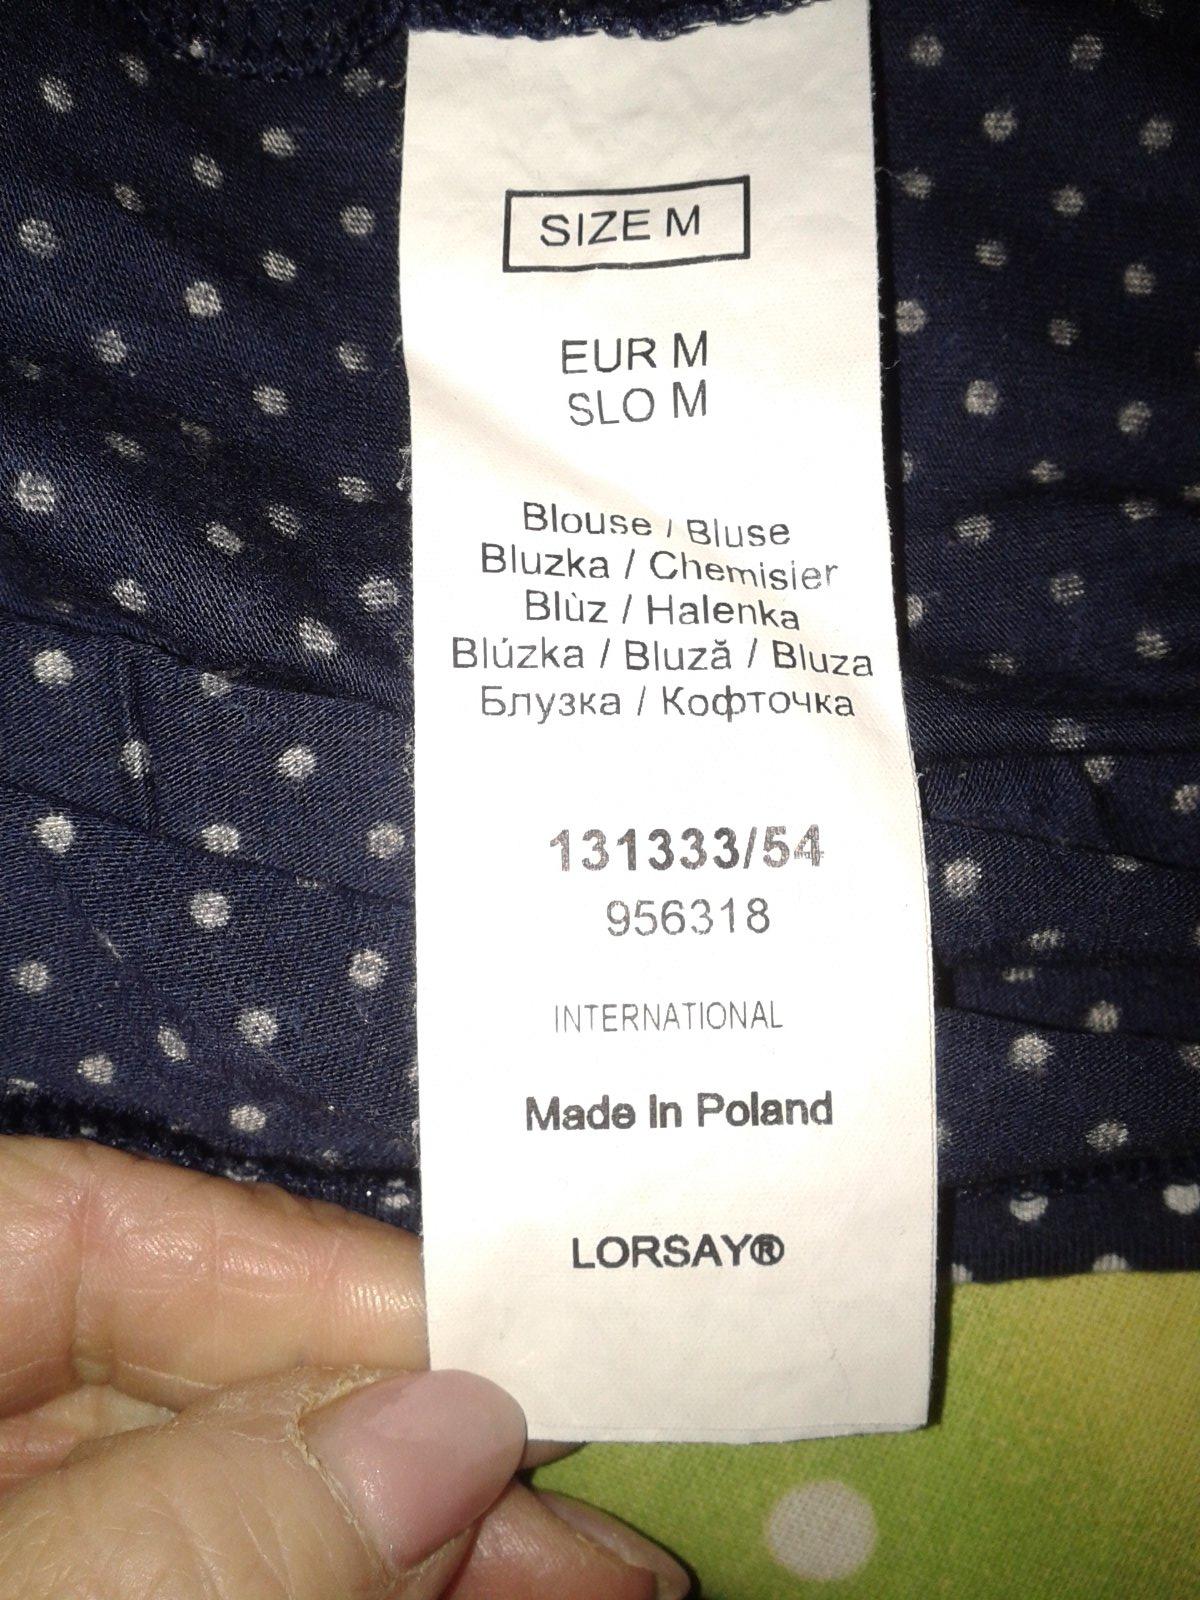 SIZE M
EUR M
SLO M
Blouse / Bluse
Bluzka / Chemisier
Blùz / Halenka
Blúzka / Bluză / Bluza
Блузка / Кофточка
131333/54
956318
INTERNATIONAL
Made In Poland
LORSAY®